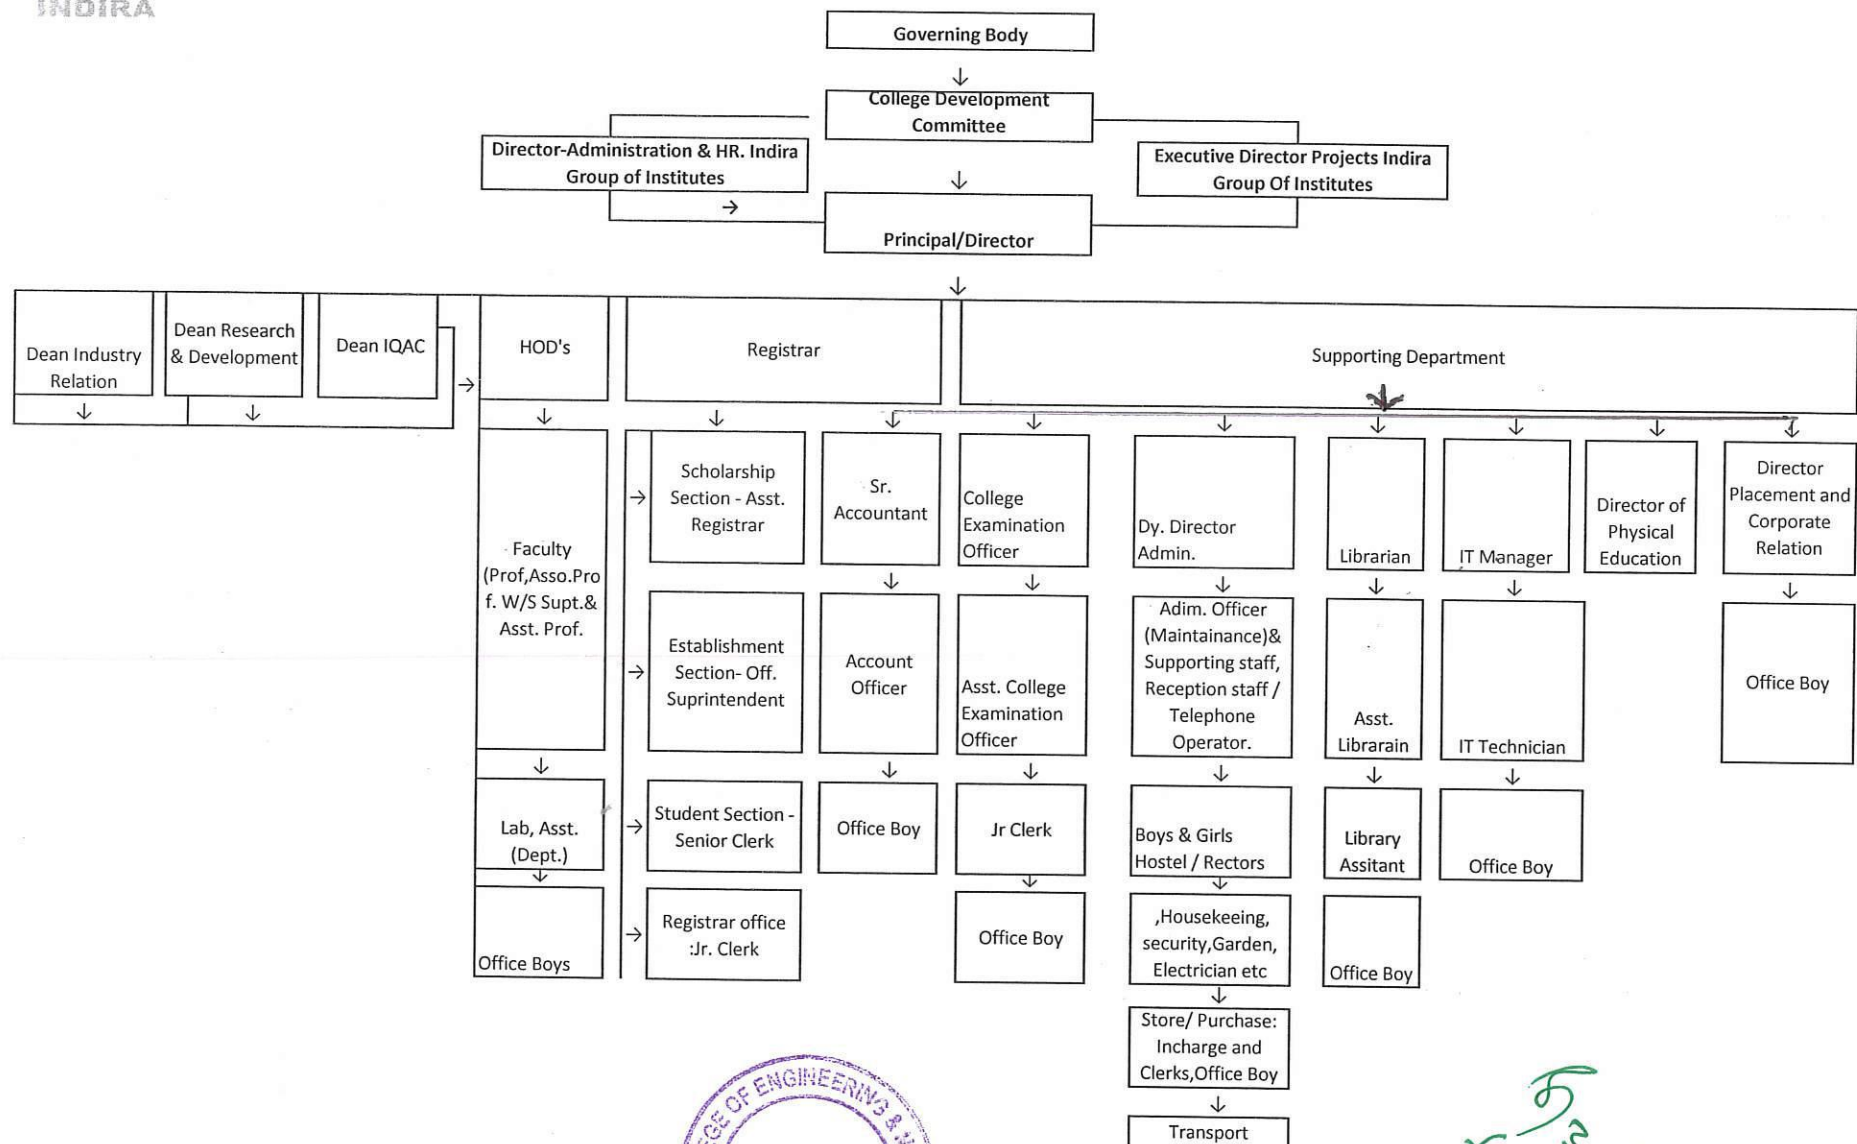 INDIRA
Governing Body
College Development
Committee
Director-Administration & HR. Indira
Group of Institutes
Executive Director Projects Indira
Group Of Institutes
Principal/Director
Dean Industry
Relation
Dean Research
& Development
Dean IQAC
HOD's
Registrar
Supporting Department
Faculty
(Prof,Asso.Pro
f. W/S Supt.&
Asst. Prof.
Scholarship
Section - Asst.
Registrar
Sr.
Accountant
College
Examination
Officer
Dy. Director
Admin.
Librarian
IT Manager
Director of
Physical
Education
Director
Placement and
Corporate
Relation
Establishment
Section- Off.
Suprintendent
Account
Officer
Asst. College
Examination
Officer
Adim. Officer
(Maintainance)&
Supporting staff,
Reception staff /
Telephone
Operator.
Asst.
Librarain
IT Technician
Office Boy
Lab, Asst.
(Dept.)
Student Section -
Senior Clerk
Office Boy
Jr Clerk
Boys & Girls
Hostel / Rectors
Library
Assitant
Office Boy
Office Boys
Registrar office
:Jr. Clerk
Office Boy
,Housekeeing,
security,Garden,
Electrician etc
Office Boy
Store/ Purchase:
Incharge and
Clerks,Office Boy
Transport
OF ENGINEERING &